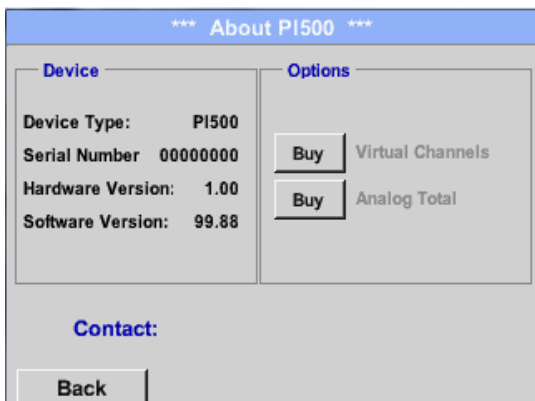 *** About PI500 ***
Device
Device Type: PI500
Serial Number 00000000
Hardware Version: 1.00
Software Version: 99.88
Options
Buy Virtual Channels
Buy Analog Total
Contact:
Back